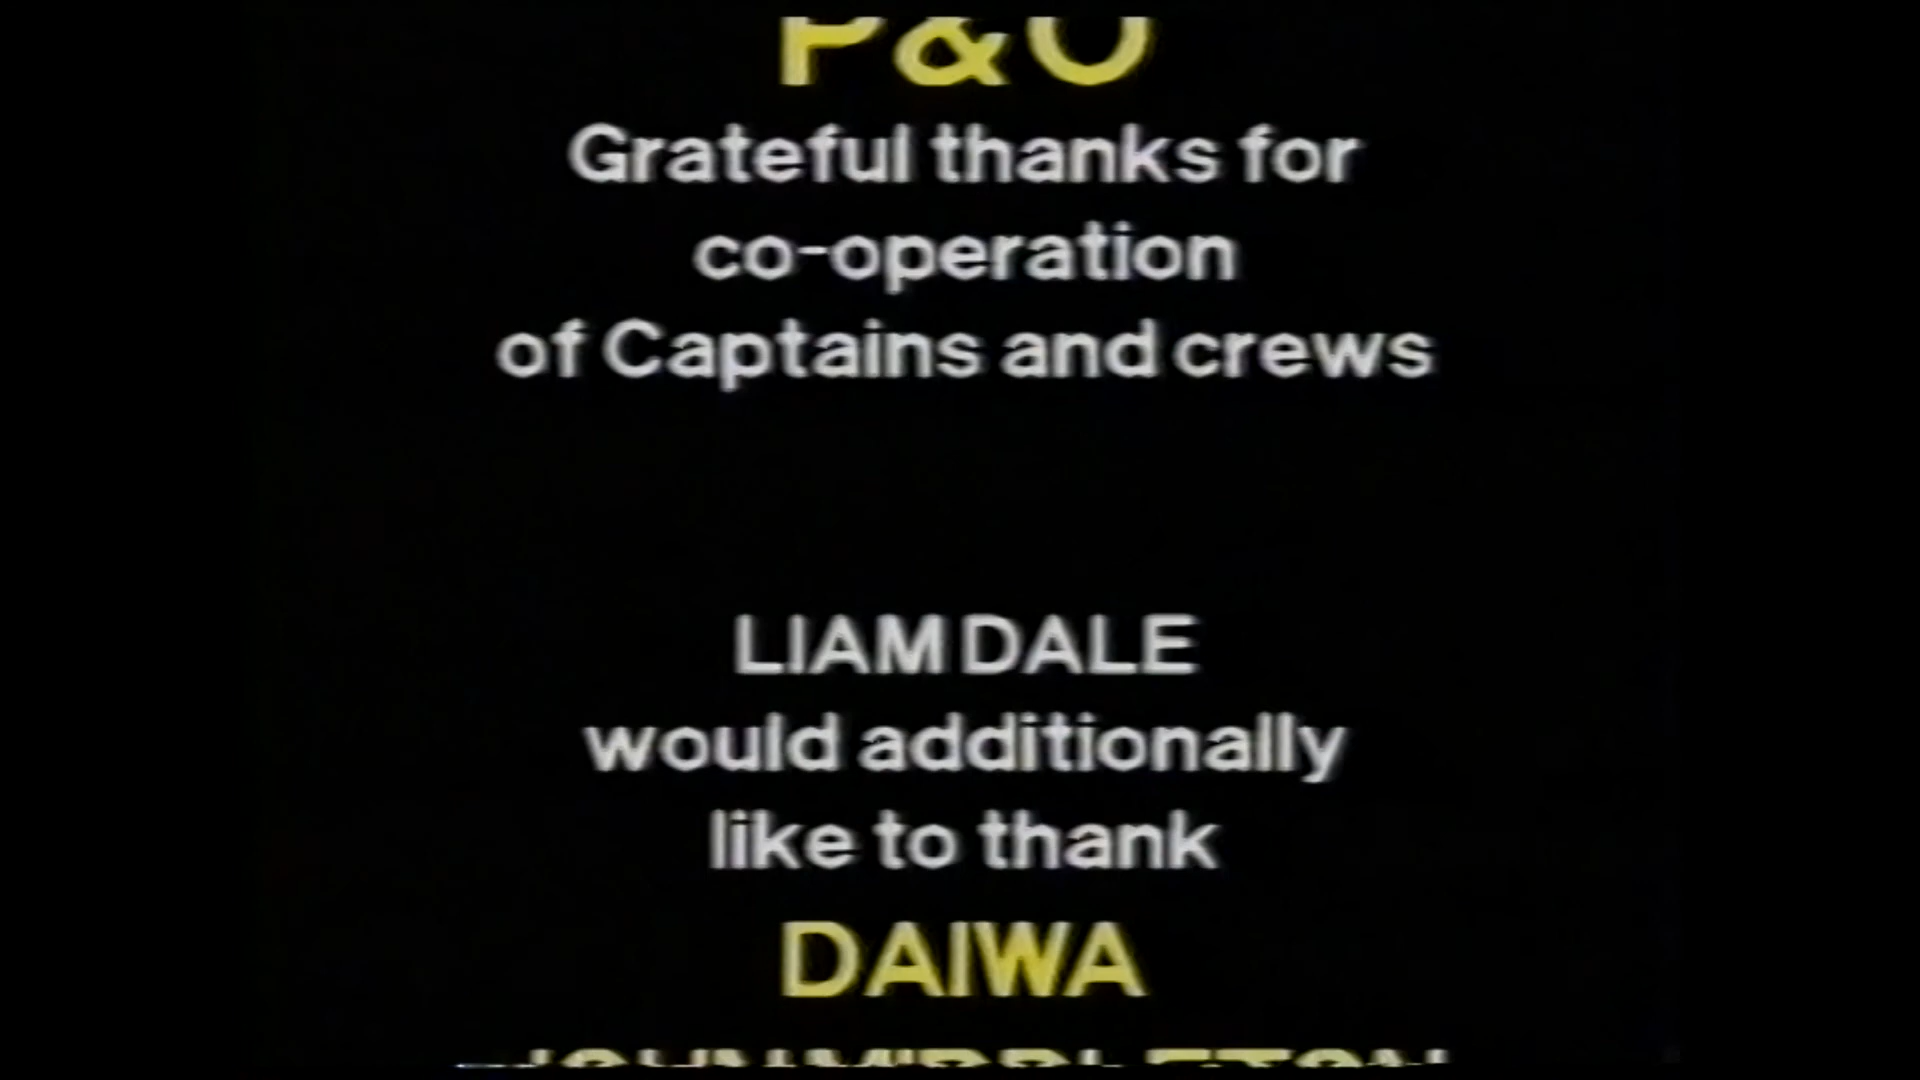 P&O
Grateful thanks for
co-operation
of Captains and crews
LIAM DALE
would additionally
like to thank
DAIWA